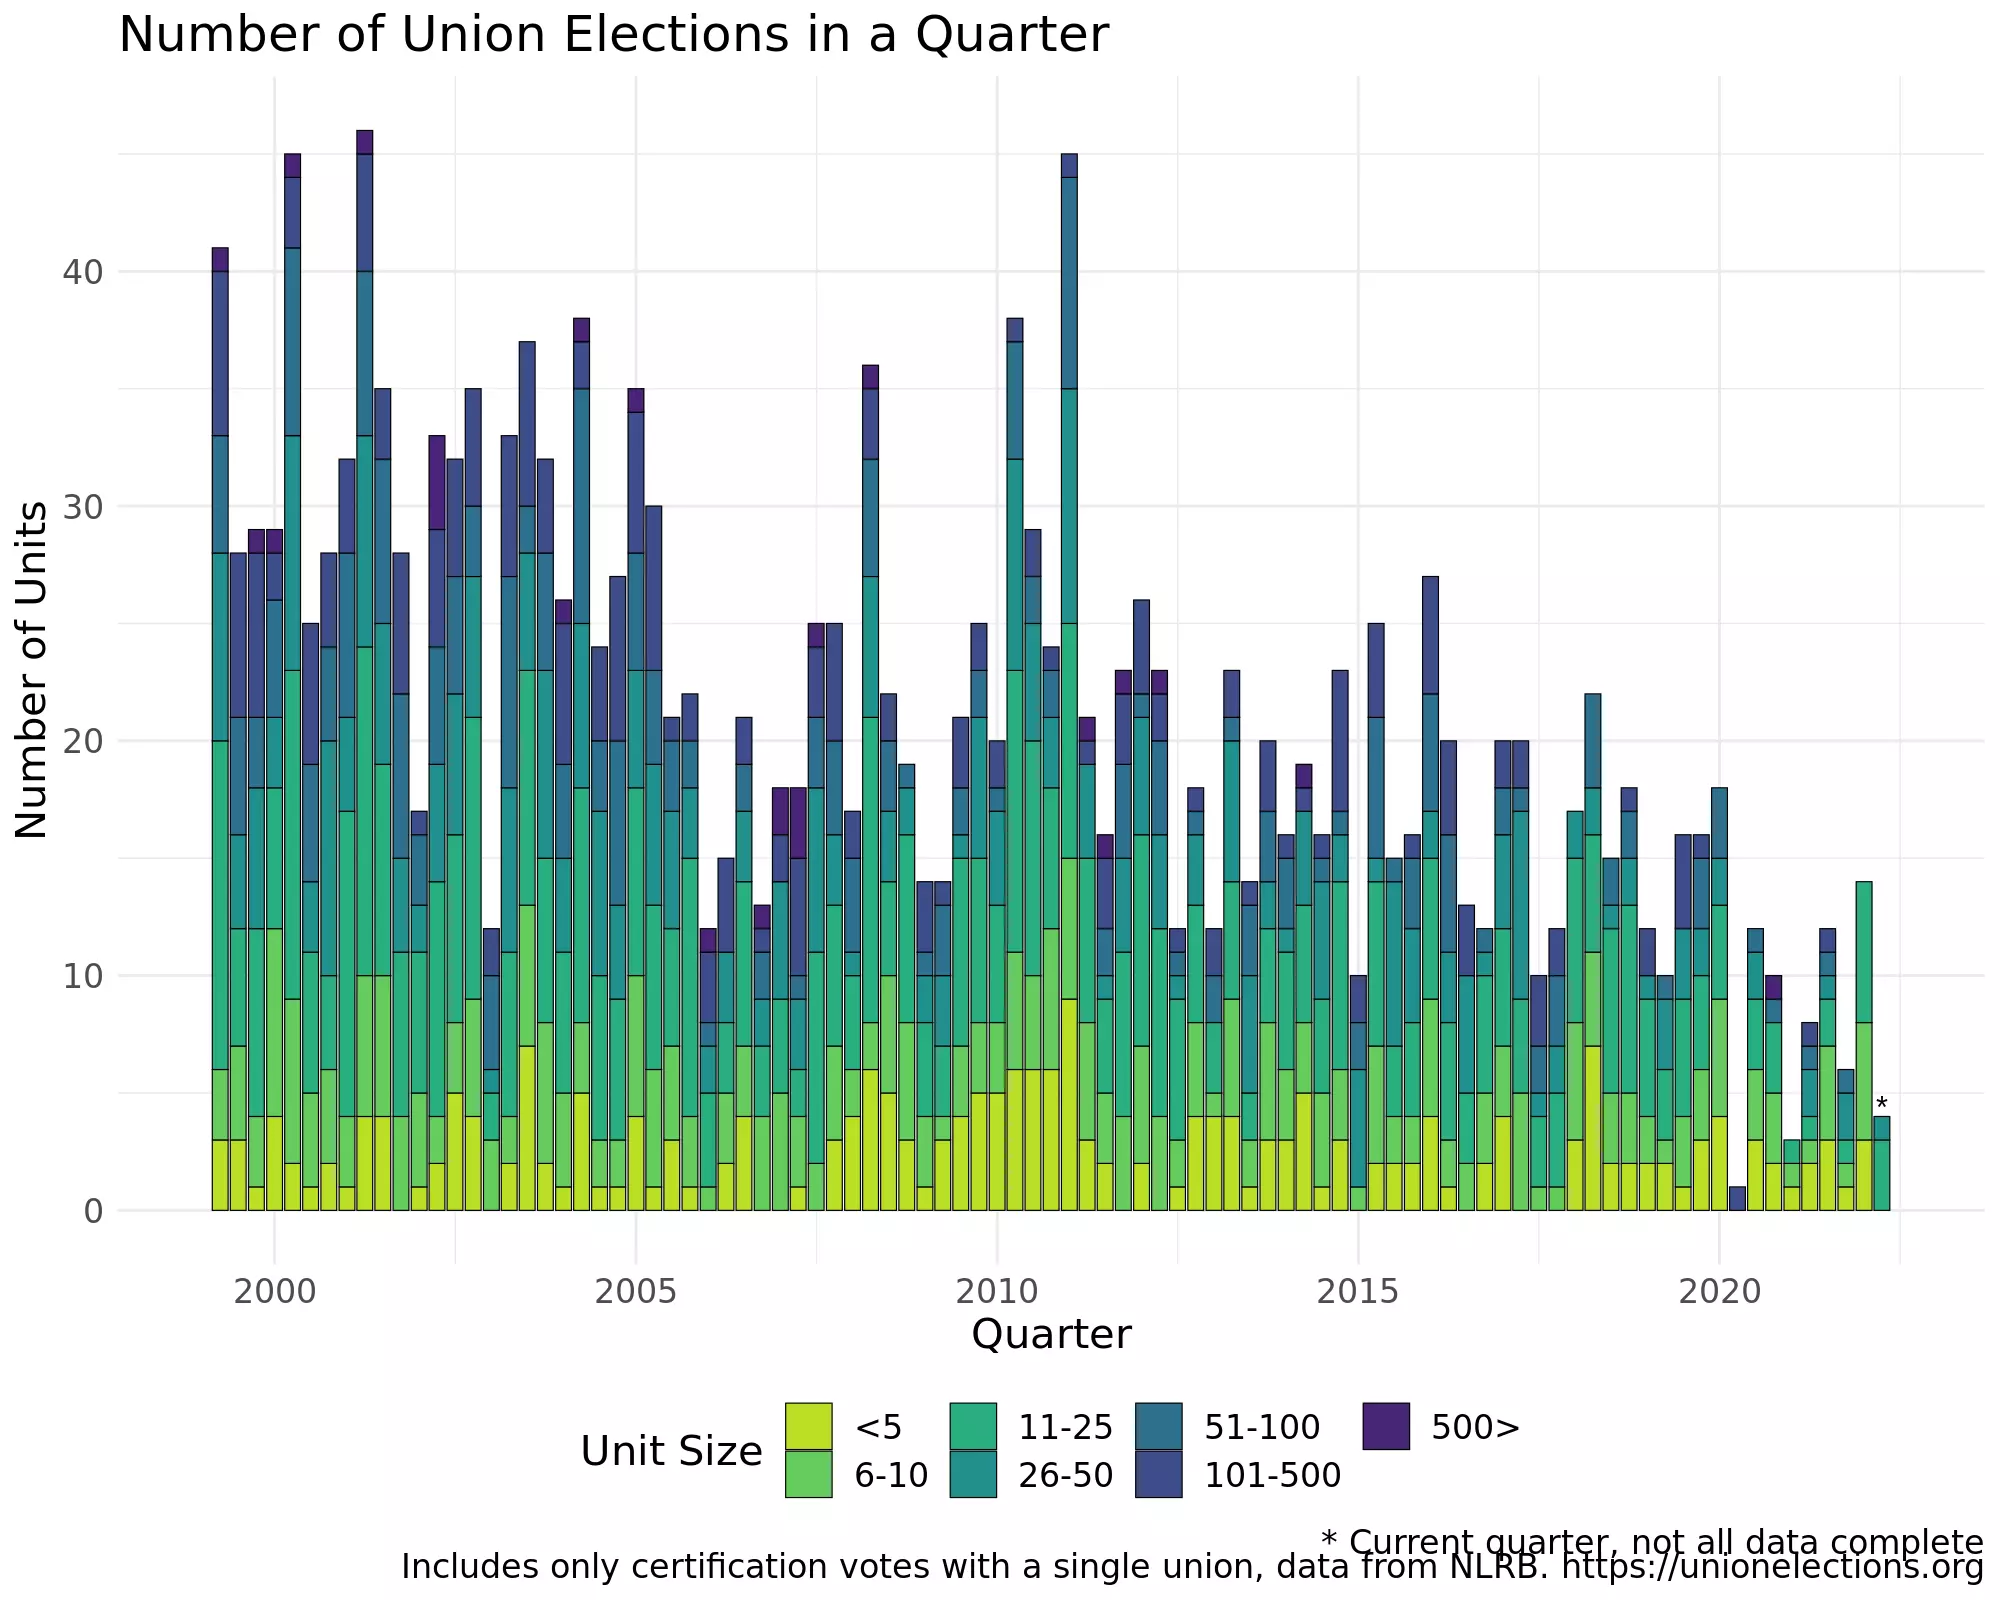 Number of Union Elections in a Quarter
Number of Units
40
30
20
10
0
*
2000 2005 2010 2015 2020
Quarter
Unit Size
<5 11-25 51-100 500>
6-10 26-50 101-500
* Current quarter, not all data complete
Includes only certification votes with a single union, data from NLRB. https://unionelections.org